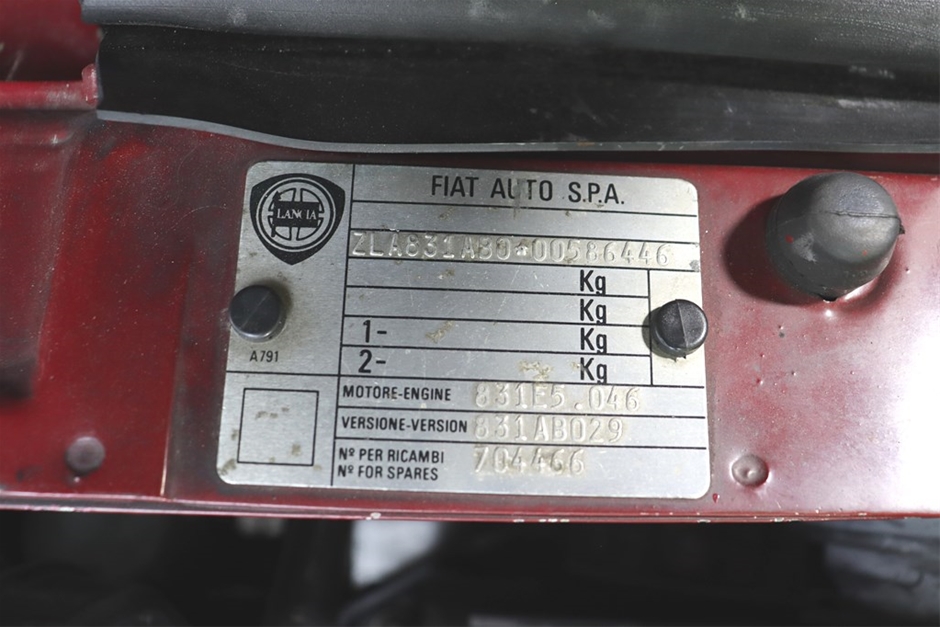 FIAT AUTO S.P.A.
LANCIA
ZLA831AB000586446
Kg
Kg
1- Kg
2- Kg
A791
MOTORE-ENGINE 831E5.046
VERSIONE-VERSION 831AB029
Nº PER RICAMBI
Nº FOR SPARES 704466